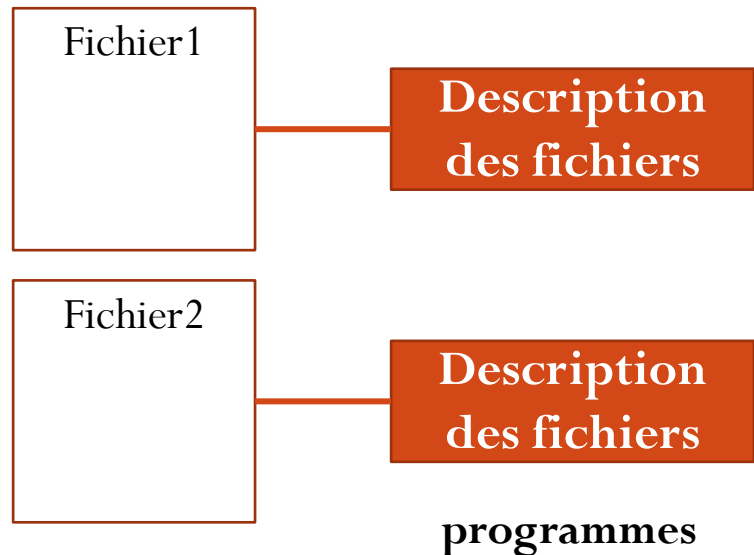 Fichier1
Description
des fichiers
Fichier2
Description
des fichiers
programmes